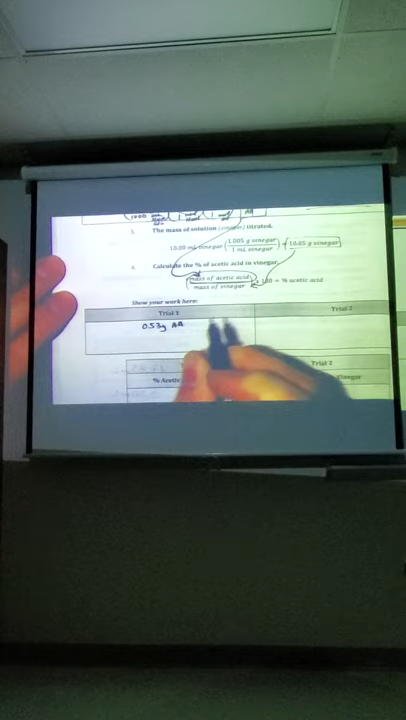 1000
AA
3. The mass of solution (vinegar) titrated.
10.00 mL vinegar (1.005 g vinegar / 1 mL vinegar) = 10.05 g vinegar
4. Calculate the % of acetic acid in vinegar.
(mass of acetic acid / mass of vinegar) x 100 = % acetic acid
Show your work here:
Trial 1 Trial 2
0.53g AA
Trial 2
% Acetic Vinegar